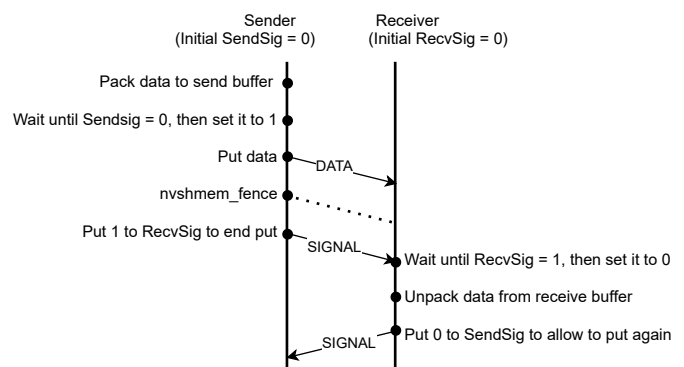 Sender
(Initial SendSig = 0)
Receiver
(Initial RecvSig = 0)
Pack data to send buffer
Wait until Sendsig = 0, then set it to 1
Put data
DATA
nvshmem_fence
Put 1 to RecvSig to end put
SIGNAL
Wait until RecvSig = 1, then set it to 0
Unpack data from receive buffer
Put 0 to SendSig to allow to put again
SIGNAL